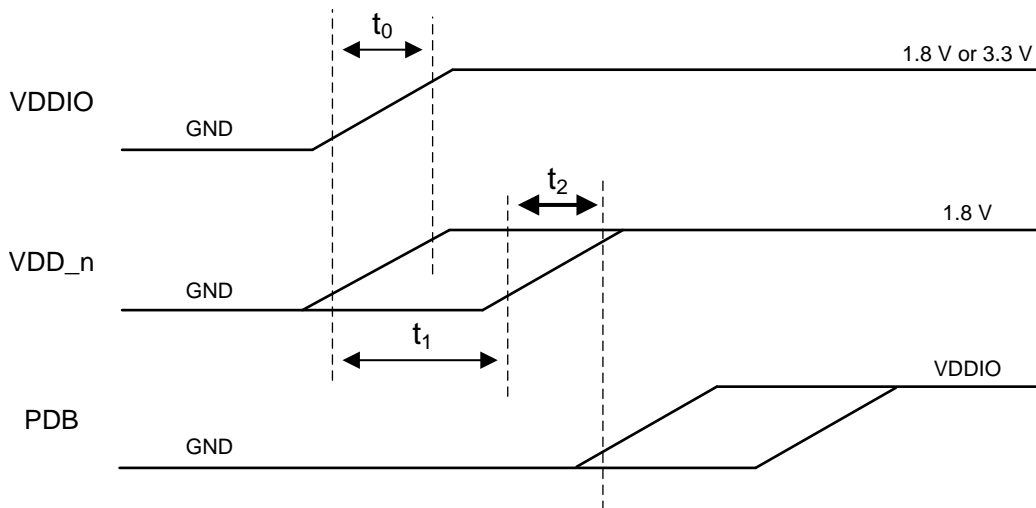 t0
1.8 V or 3.3 V
VDDIO
GND
t2
1.8 V
VDD_n
GND
t1
VDDIO
PDB
GND